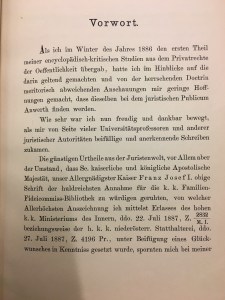 Vorwort.
Als ich im Winter des Jahres 1886 den ersten Theil
meiner encyclopädisch-kritischen Studien aus dem Privatrechte
der Oeffentlichkeit übergab, hatte ich im Hinblicke auf die
darin geltend gemachten und von der herrschenden Doctrin
meritorisch abweichenden Anschauungen mir geringe Hoff-
nungen gemacht, dass dieselben bei dem juristischen Publicum
Anwerth finden werden.
Wie sehr war ich nun freudig und dankbar bewegt,
als mir von Seite vieler Universitätsprofessoren und anderer
juristischer Autoritäten beifällige und anerkennende Schreiben
zukamen.
Die günstigen Urtheile aus der Juristenwelt, vor Allem aber
der Umstand, dass Se. kaiserliche und königliche Apostolische
Majestät, unser Allergnädigster Kaiser Franz Josef I. obige
Schrift der huldreichsten Annahme für die k. k. Familien-
Fideicommiss-Bibliothek zu würdigen geruhten, von welcher
Allerhöchsten Auszeichnung ich mittelst Erlasses des hohen
k. k. Ministeriums des Innern, ddo. 22. Juli 1887, Z. 2833/M. I.
beziehungsweise der h. k. k. niederösterr. Statthalterei, ddo.
27. Juli 1887, Z. 4196 Pr., unter Beifügung eines Glück-
wunsches in Kenntniss gesetzt wurde, spornten mich bei meiner